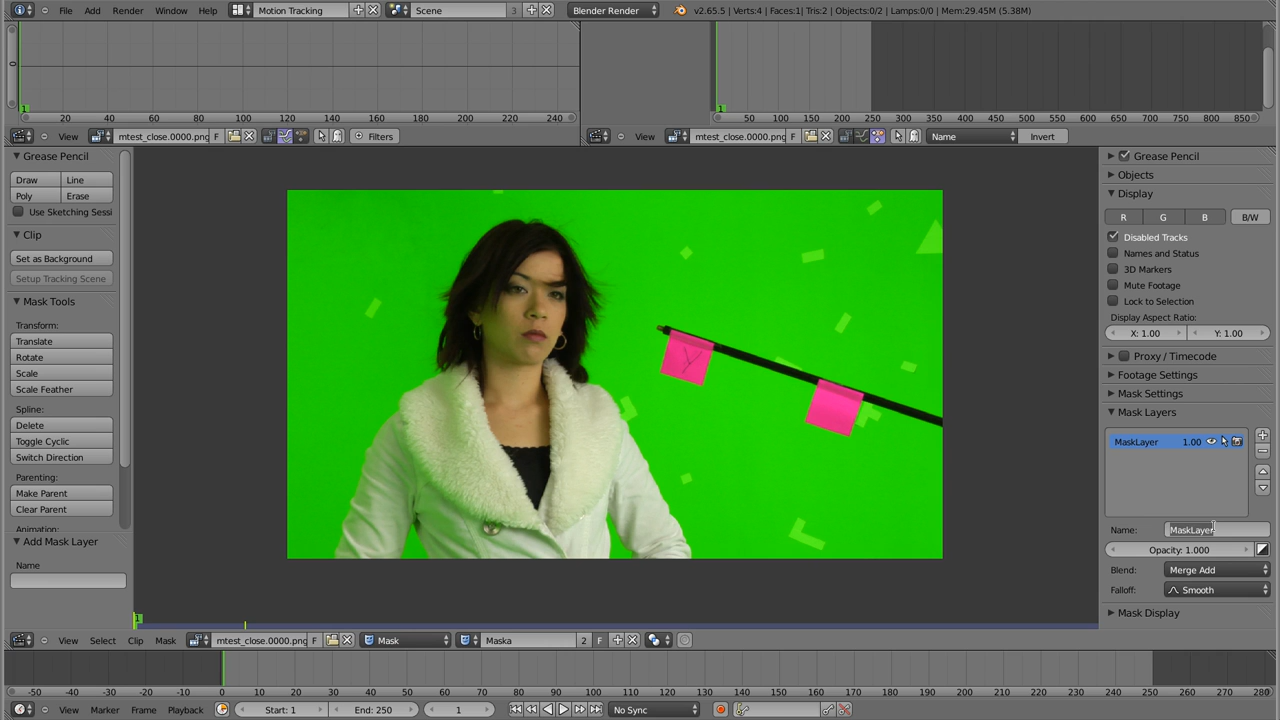 File Add Render Window Help Motion Tracking Scene 3 Blender Render v2.65.5 | Verts:4 | Faces:1| Tris:2 | Objects:0/2 | Lamps:0/0 | Mem:29.45M (5.38M)
0
1 1
20 40 60 80 100 120 140 160 180 200 220 240 50 100 150 200 250 300 350 400 450 500 550 600 650 700 750 800 850
View mtest_close.0000.png F Filters View mtest_close.0000.png F Name Invert
Grease Pencil
Draw Line
Poly Erase
Use Sketching Sessi
Clip
Set as Background
Setup Tracking Scene
Mask Tools
Transform:
Translate
Rotate
Scale
Scale Feather
Spline:
Delete
Toggle Cyclic
Switch Direction
Parenting:
Make Parent
Clear Parent
Animation:
Add Mask Layer
Name
Grease Pencil
Objects
Display
R G B B/W
Disabled Tracks
Names and Status
3D Markers
Mute Footage
Lock to Selection
Display Aspect Ratio:
X: 1.00 Y: 1.00
Proxy / Timecode
Footage Settings
Mask Settings
Mask Layers
MaskLayer 1.00
Name: MaskLayer
Opacity: 1.000
Blend: Merge Add
Falloff: Smooth
Mask Display
1
View Select Clip Mask mtest_close.0000.png F Mask Maska 2 F
-50 -40 -30 -20 -10 0 10 20 30 40 50 60 70 80 90 100 110 120 130 140 150 160 170 180 190 200 210 220 230 240 250 260 270 280
View Marker Frame Playback Start: 1 End: 250 1 No Sync